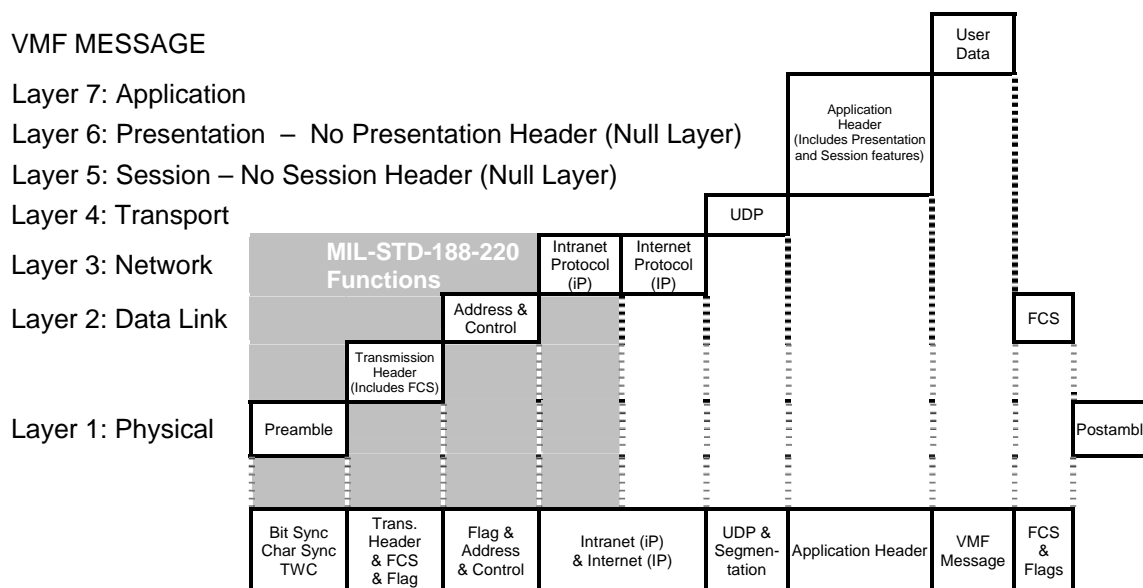 User
Data
VMF MESSAGE
Layer 7: Application
Application
Header
(Includes Presentation
and Session features)
Layer 6: Presentation – No Presentation Header (Null Layer)
Layer 5: Session – No Session Header (Null Layer)
Layer 4: Transport
UDP
Layer 3: Network
MIL-STD-188-220
Functions
Intranet
Protocol
(iP)
Internet
Protocol
(IP)
Layer 2: Data Link
Address &
Control
FCS
Transmission
Header
(Includes FCS)
Layer 1: Physical
Preamble
Postambl
Bit Sync
Char Sync
TWC
Trans.
Header
& FCS
& Flag
Flag &
Address
& Control
Intranet (iP)
& Internet (IP)
UDP &
Segmen-
tation
Application Header
VMF
Message
FCS
&
Flags